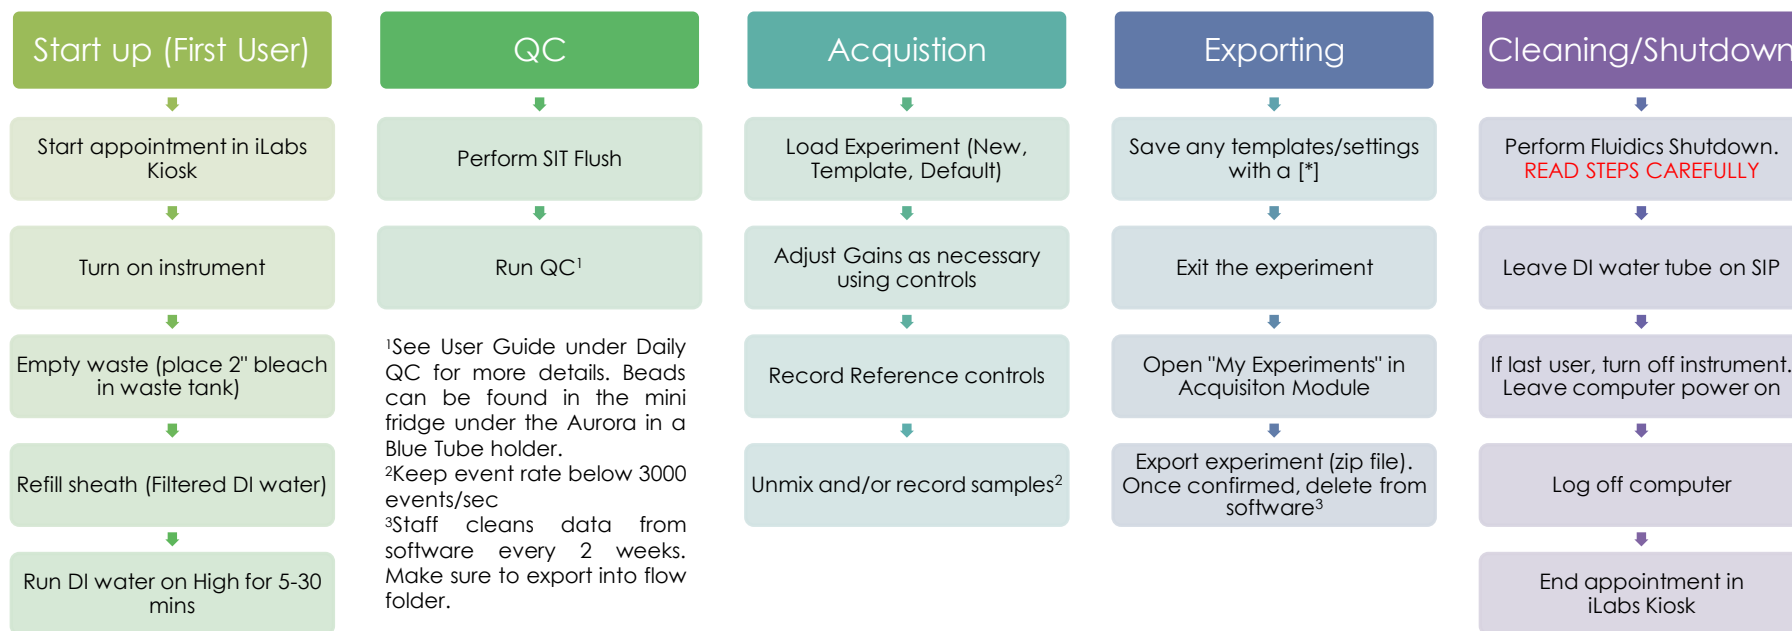 Start up (First User)
Start appointment in iLabs
Kiosk
Turn on instrument
Empty waste (place 2" bleach
in waste tank)
Refill sheath (Filtered DI water)
Run DI water on High for 5-30
mins
QC
Perform SIT Flush
Run QC¹
¹See User Guide under Daily
QC for more details. Beads
can be found in the mini
fridge under the Aurora in a
Blue Tube holder.
²Keep event rate below 3000
events/sec
³Staff cleans data from
software every 2 weeks.
Make sure to export into flow
folder.
Acquistion
Load Experiment (New,
Template, Default)
Adjust Gains as necessary
using controls
Record Reference controls
Unmix and/or record samples²
Exporting
Save any templates/settings
with a [*]
Exit the experiment
Open "My Experiments" in
Acquisiton Module
Export experiment (zip file).
Once confirmed, delete from
software³
Cleaning/Shutdown
Perform Fluidics Shutdown.
READ STEPS CAREFULLY
Leave DI water tube on SIP
If last user, turn off instrument.
Leave computer power on
Log off computer
End appointment in
iLabs Kiosk